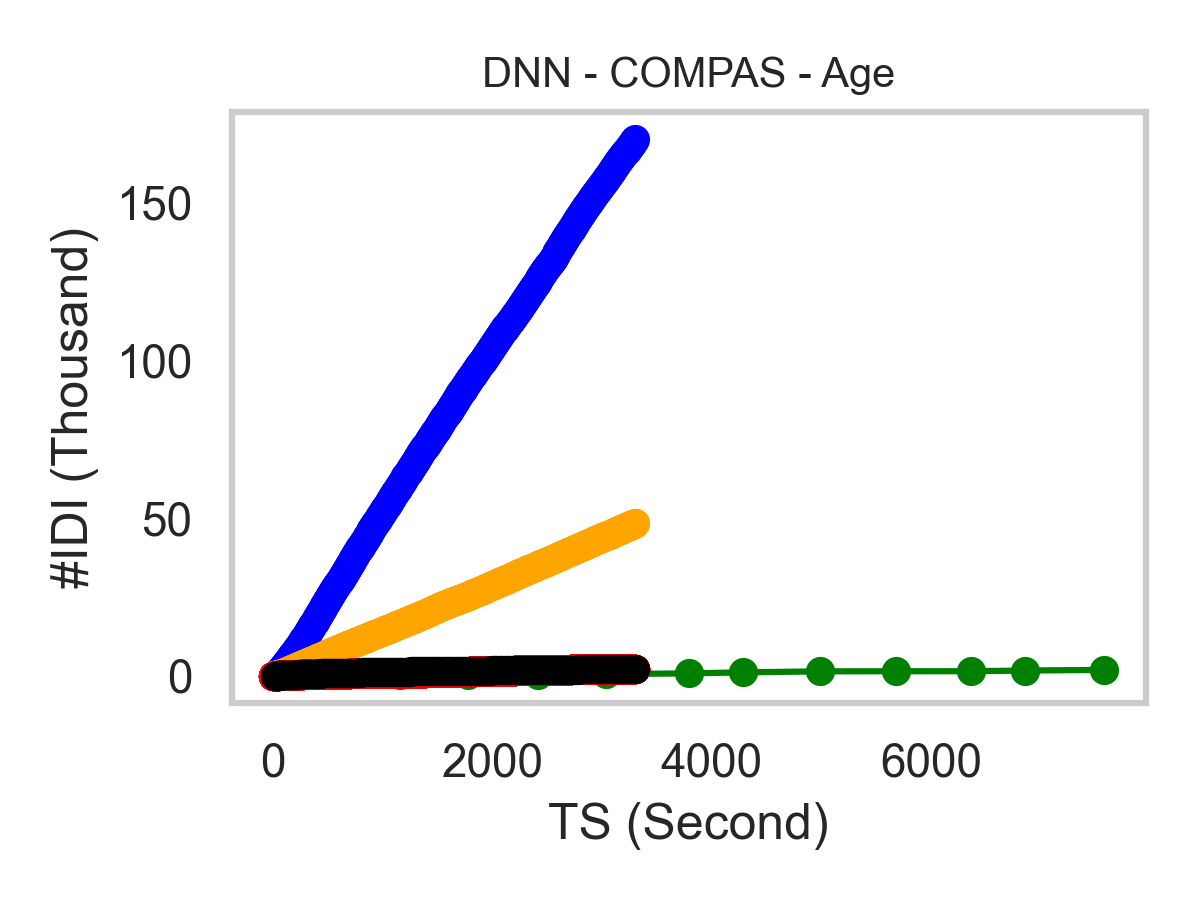 DNN - COMPAS - Age
150
100
50
0
#IDI (Thousand)
0 2000 4000 6000
TS (Second)